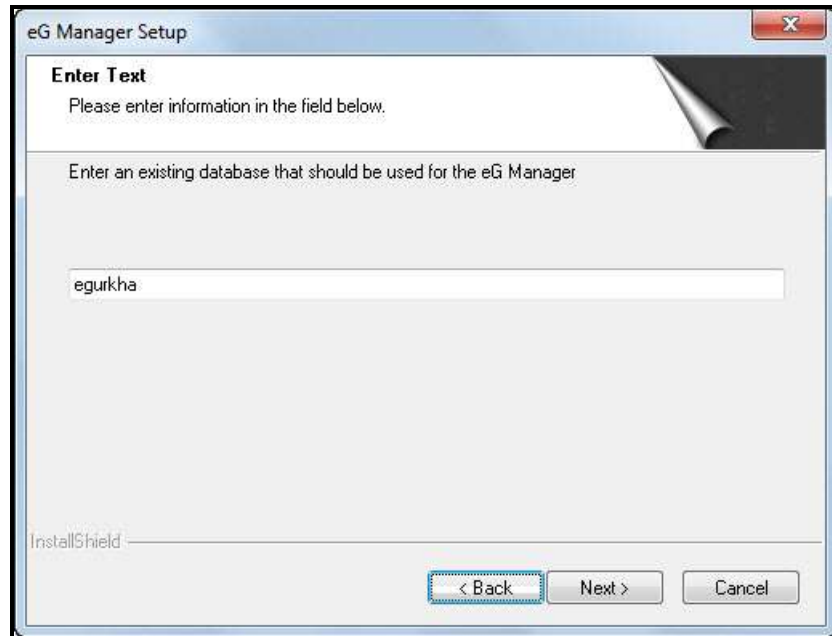 eG Manager Setup
Enter Text
Please enter information in the field below.
Enter an existing database that should be used for the eG Manager
egurkha
InstallShield
< Back Next > Cancel